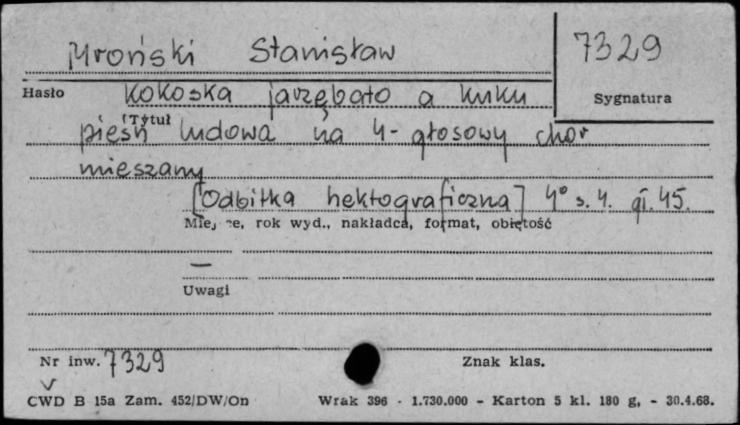 Mroński Stanisław 7329
Hasło
Sygnatura
Kokoska jarzębato a kuku
Tytuł
pieśń ludowa na 4-głosowy chór
mieszany
[Odbitka hektograficzna] 4° s. 4. gł. 45.
Miejsce, rok wyd., nakładca, format, objętość
—
Uwagi
Nr inw. 7329 Znak klas.
CWD B 15a Zam. 452/DW/On Wrak 396 - 1.730.000 - Karton 5 kl. 180 g, - 30.4.68.